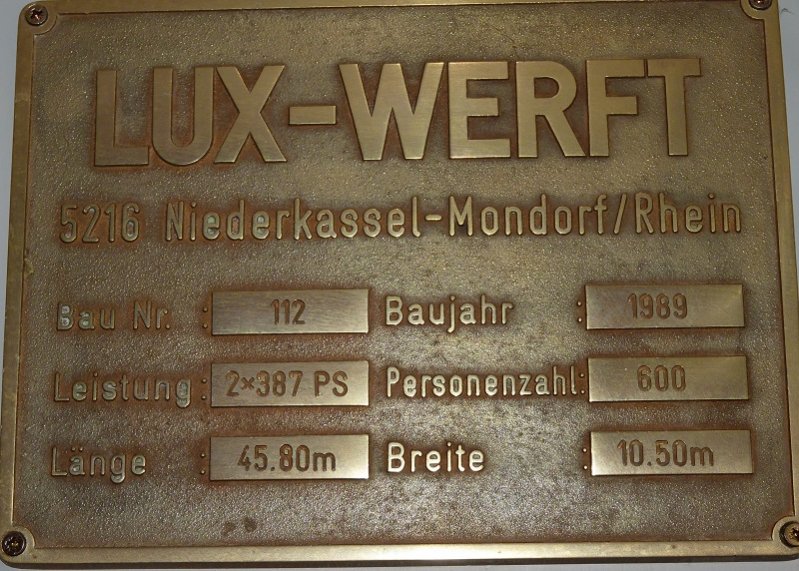 LUX-WERFT
5216 Niederkassel-Mondorf/Rhein
Bau Nr. : 112 Baujahr : 1989
Leistung : 2×387 PS Personenzahl : 600
Länge : 45.80m Breite : 10.50m